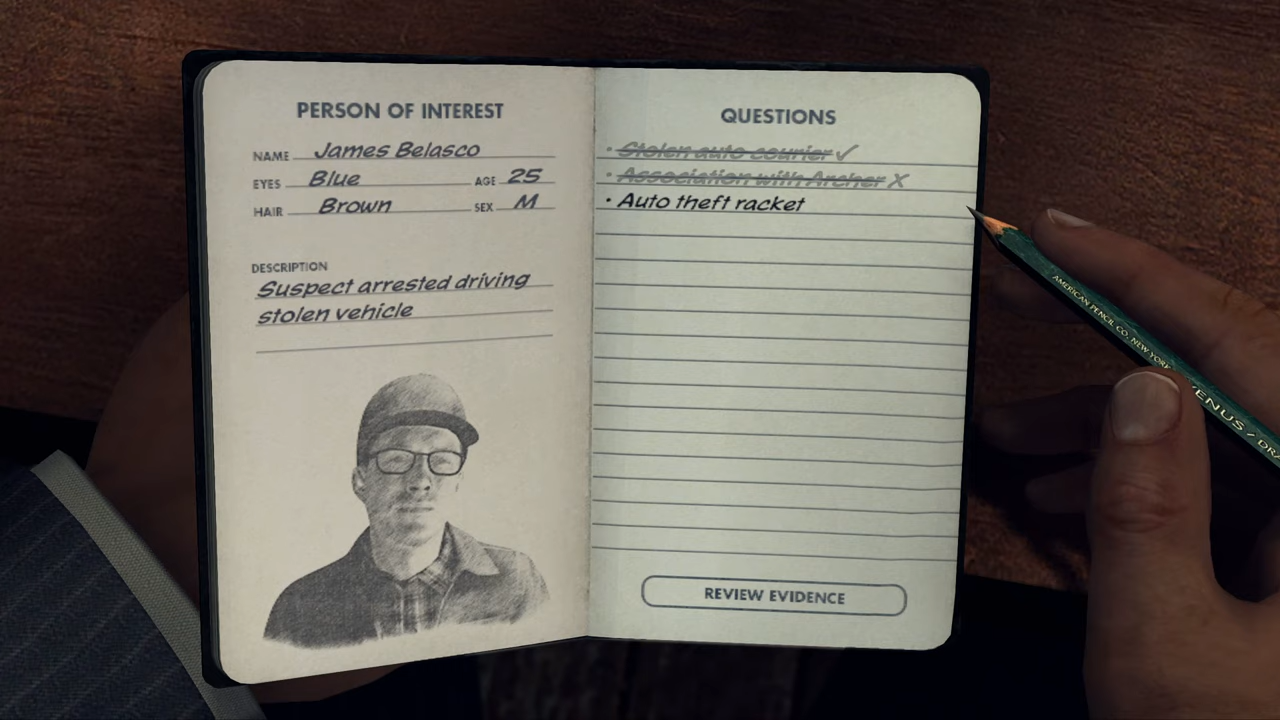 PERSON OF INTEREST
NAME James Belasco
EYES Blue AGE 25
HAIR Brown SEX M
DESCRIPTION
Suspect arrested driving
stolen vehicle
QUESTIONS
• Stolen auto courier ✓
• Association with Archer X
• Auto theft racket
REVIEW EVIDENCE
AMERICAN PENCIL CO, NEW YORK
VENUS / DRA